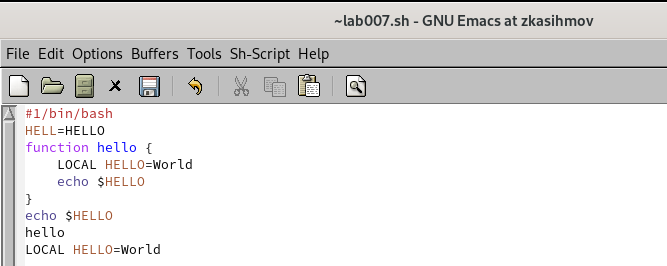 ~lab007.sh - GNU Emacs at zkasihmov
File Edit Options Buffers Tools Sh-Script Help
#1/bin/bash
HELL=HELLO
function hello {
    LOCAL HELLO=World
    echo $HELLO
}
echo $HELLO
hello
LOCAL HELLO=World